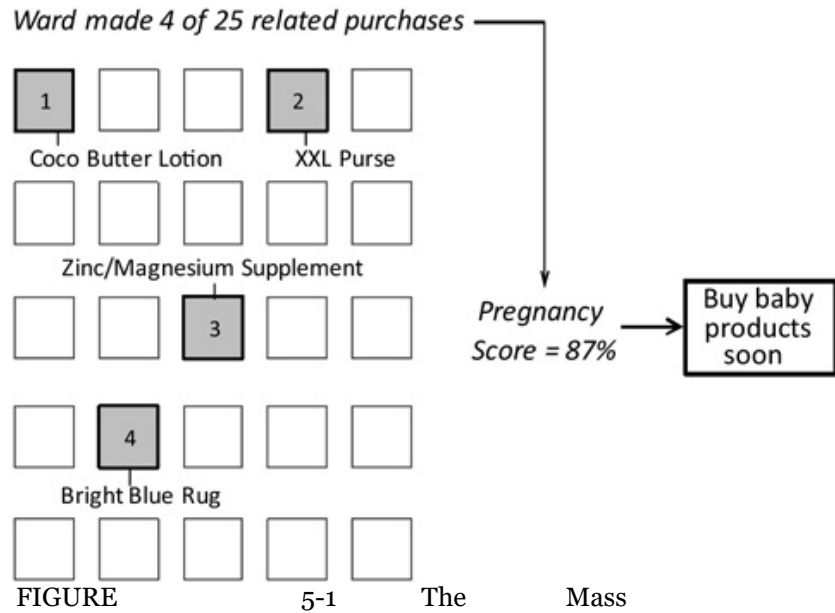 Ward made 4 of 25 related purchases
1
2
Coco Butter Lotion
XXL Purse
Zinc/Magnesium Supplement
3
Pregnancy
Score = 87%
Buy baby
products
soon
4
Bright Blue Rug
FIGURE 5-1 The Mass